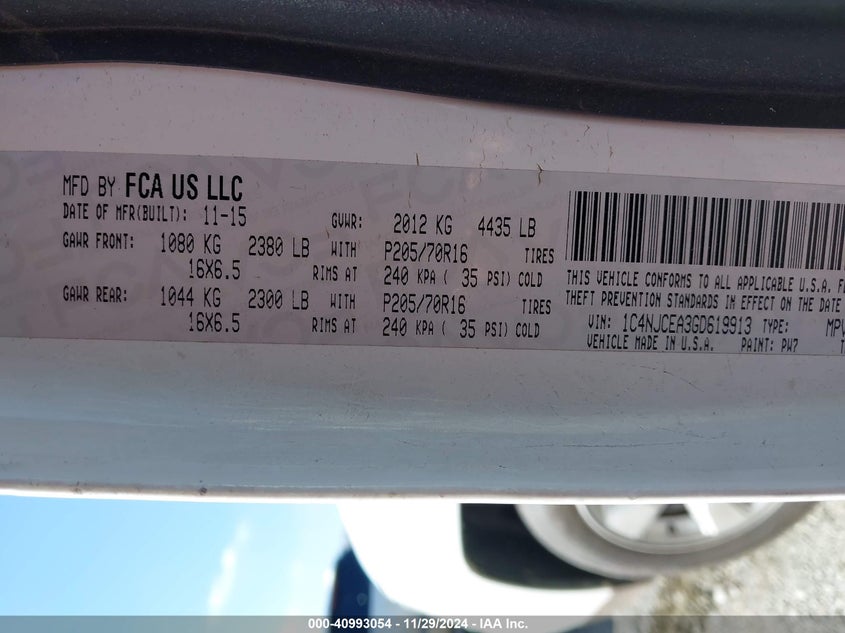 MFD BY FCA US LLC
DATE OF MFR(BUILT): 11-15 GVWR: 2012 KG 4435 LB
GAWR FRONT: 1080 KG 2380 LB WITH P205/70R16 TIRES
16X6.5 RIMS AT 240 KPA ( 35 PSI) COLD
GAWR REAR: 1044 KG 2300 LB WITH P205/70R16 TIRES
16X6.5 RIMS AT 240 KPA ( 35 PSI) COLD
THIS VEHICLE CONFORMS TO ALL APPLICABLE U.S.A.
THEFT PREVENTION STANDARDS IN EFFECT ON THE DATE
VIN: 1C4NJCEA3GD619913 TYPE: MPV
VEHICLE MADE IN U.S.A. PAINT: PW7
000-40993054 - 11/29/2024 - IAA Inc.